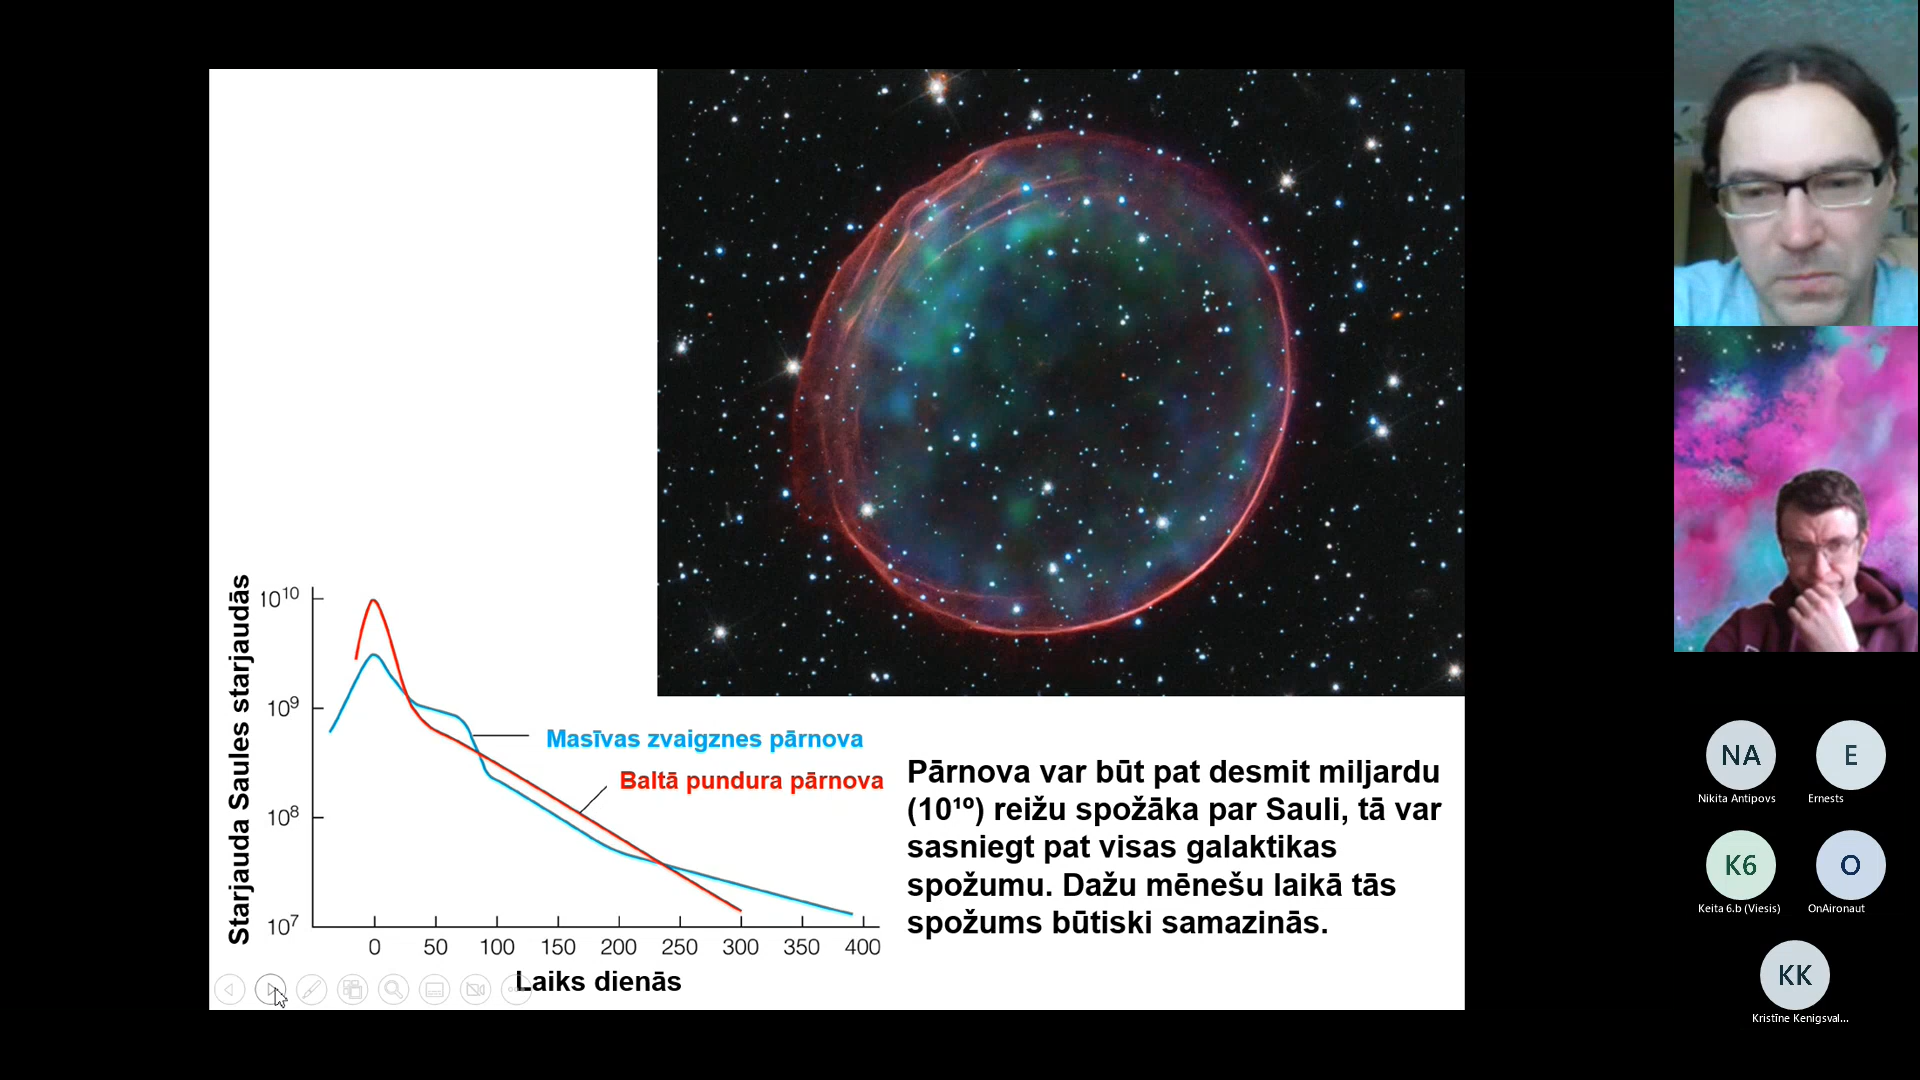 Starjauda Saules starjaudās
10¹⁰
10⁹
10⁸
10⁷
Masīvas zvaigznes pārnova
Baltā pundura pārnova
0 50 100 150 200 250 300 350 400
Laiks dienās
Pārnova var būt pat desmit miljardu
(10¹⁰) reižu spožāka par Sauli, tā var
sasniegt pat visas galaktikas
spožumu. Dažu mēnešu laikā tās
spožums būtiski samazinās.
NA
Nikita Antipovs
E
Ernests
K6
Keita 6.b (Viesis)
O
OnAironaut
KK
Kristīne Kenigsval...